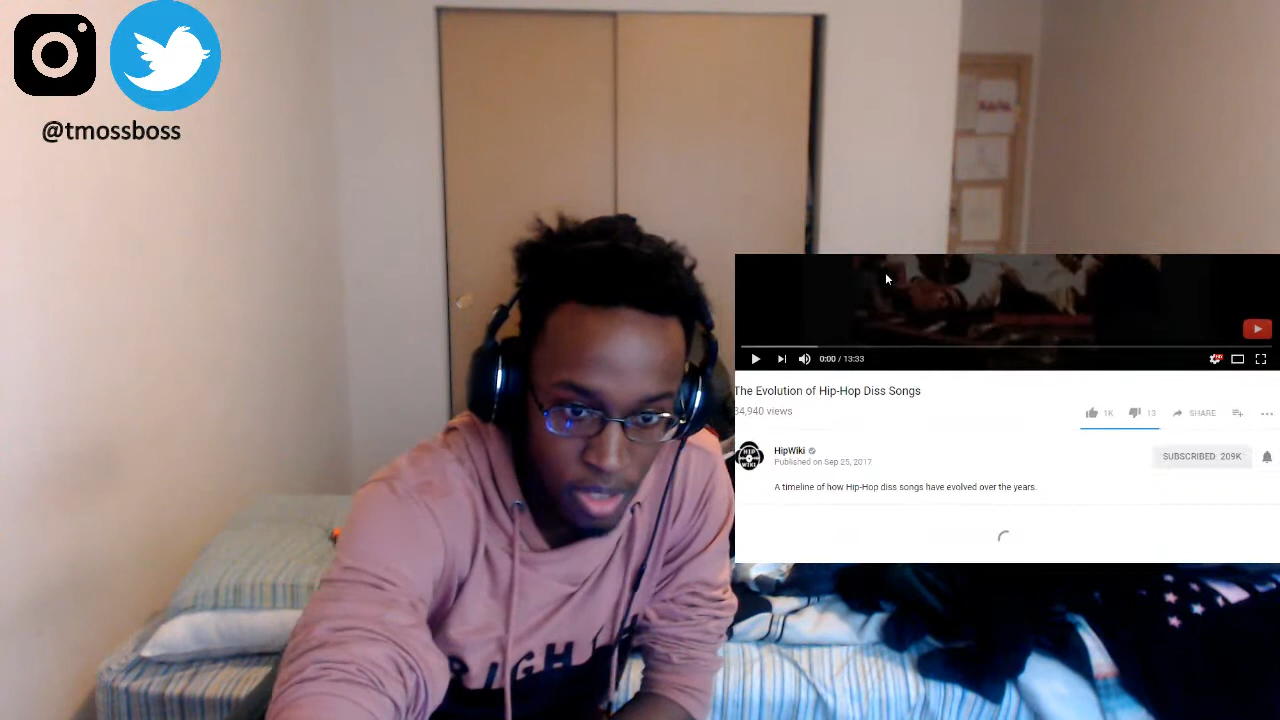 @tmossboss
0:00 / 13:33
The Evolution of Hip-Hop Diss Songs
34,940 views
1K
13
SHARE
HIP
WIKI
HipWiki
Published on Sep 25, 2017
SUBSCRIBED 209K
A timeline of how Hip-Hop diss songs have evolved over the years.